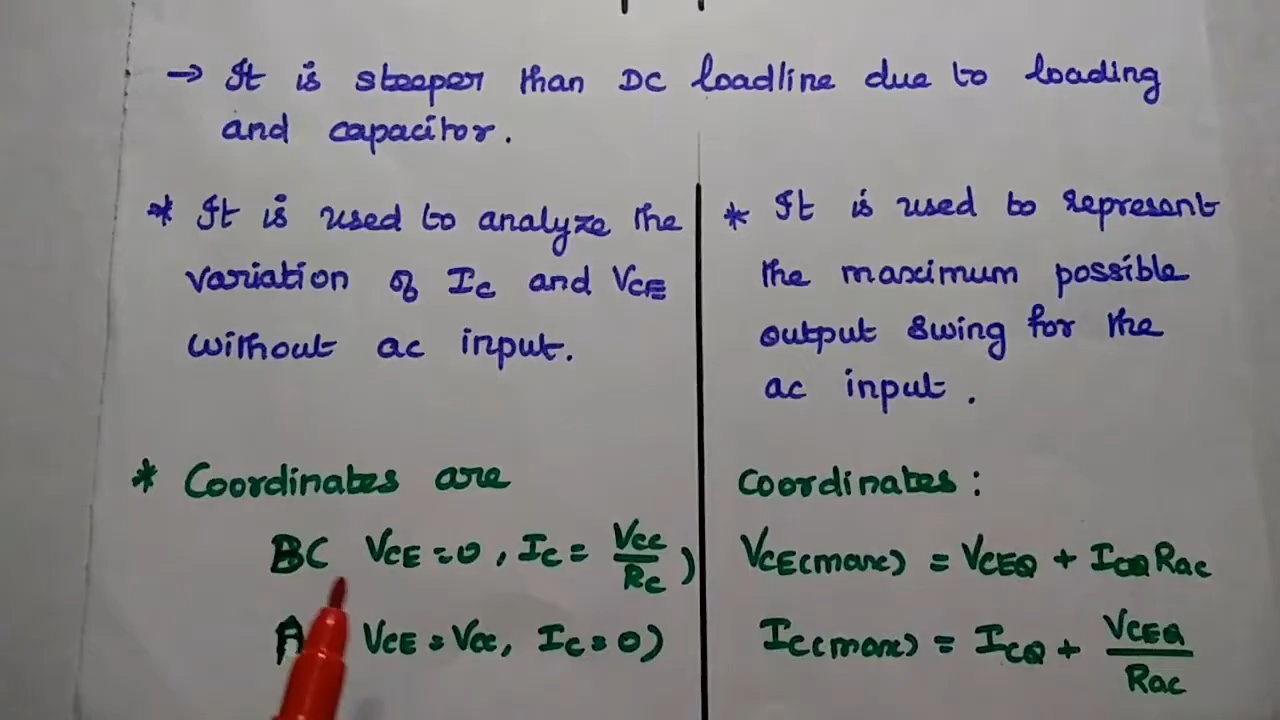 → It is steeper than DC loadline due to loading
and capacitor.
* It is used to analyze the
variation of IC and VCE
without ac input.
* Coordinates are
BC VCE = 0, IC = VCC/RC)
A VCE = VCC, IC = 0)
* It is used to represent
the maximum possible
output swing for the
ac input.
Coordinates:
VCE(max) = VCEQ + ICQ Rac
IC(max) = ICQ + VCEQ/Rac